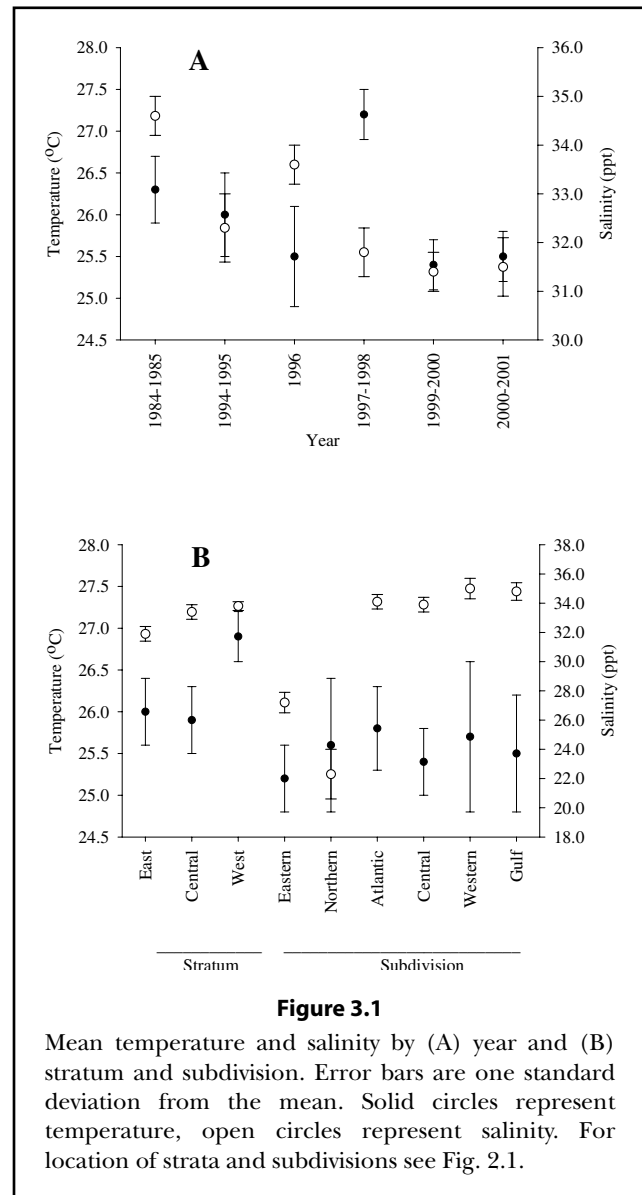 A
28.0
27.5
27.0
26.5
26.0
25.5
25.0
24.5
Temperature (ºC)
36.0
35.0
34.0
33.0
32.0
31.0
30.0
Salinity (ppt)
1984-1985
1994-1995
1996
1997-1998
1999-2000
2000-2001
Year
B
28.0
27.5
27.0
26.5
26.0
25.5
25.0
24.5
Temperature (ºC)
38.0
36.0
34.0
32.0
30.0
28.0
26.0
24.0
22.0
20.0
18.0
Salinity (ppt)
East
Central
West
Eastern
Northern
Atlantic
Central
Western
Gulf
Stratum
Subdivision
Figure 3.1
Mean temperature and salinity by (A) year and (B)
stratum and subdivision. Error bars are one standard
deviation from the mean. Solid circles represent
temperature, open circles represent salinity. For
location of strata and subdivisions see Fig. 2.1.